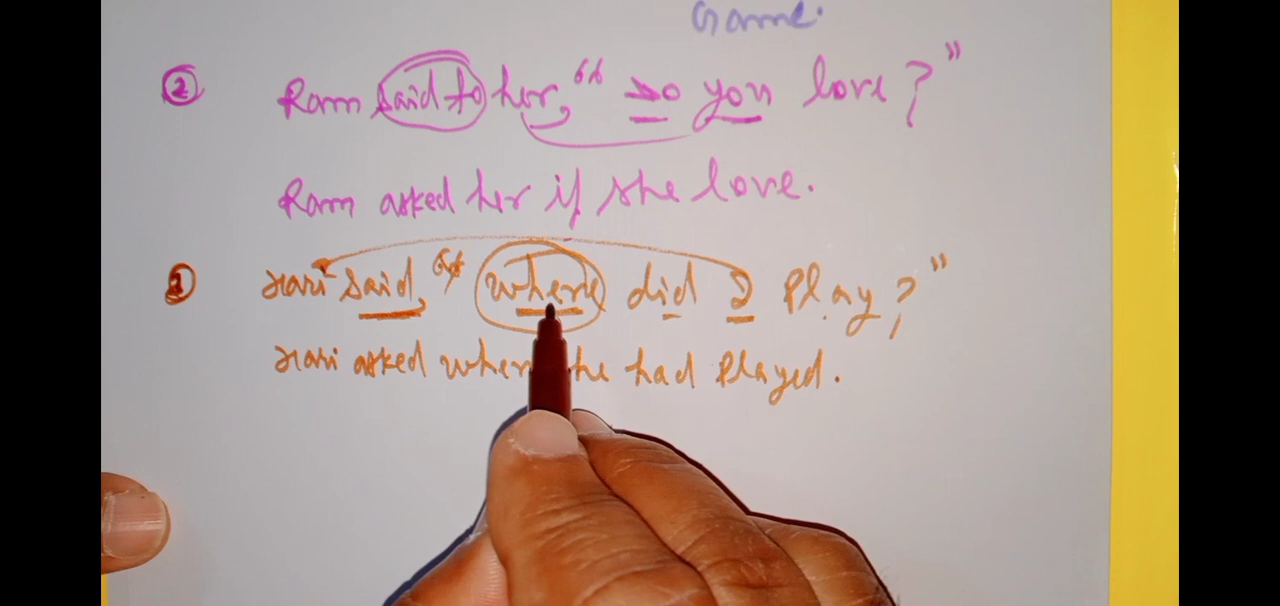 Game.
② Ram said to her, "Do you love?"
Ram asked her if she love.
③ Hari said, "where did I play?"
Hari asked where he had played.